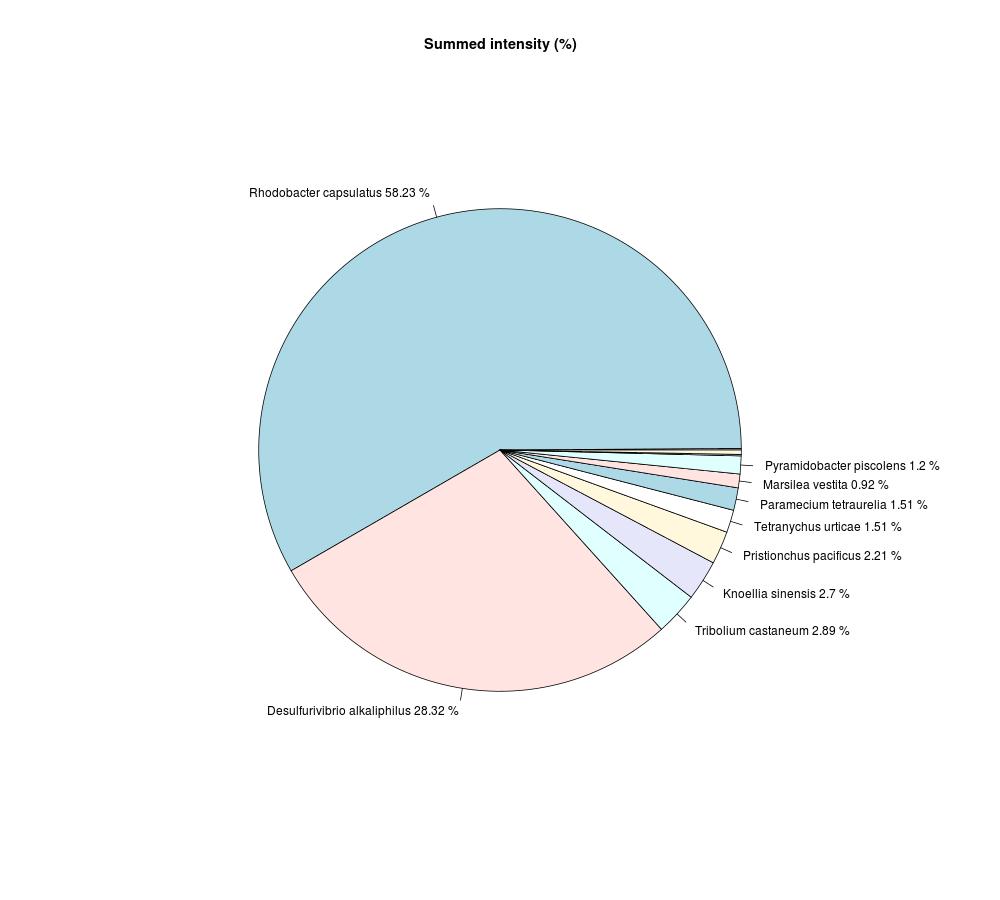 Summed intensity (%)
Rhodobacter capsulatus 58.23 %
Pyramidobacter piscolens 1.2 %
Marsilea vestita 0.92 %
Paramecium tetraurelia 1.51 %
Tetranychus urticae 1.51 %
Pristionchus pacificus 2.21 %
Knoellia sinensis 2.7 %
Tribolium castaneum 2.89 %
Desulfurivibrio alkaliphilus 28.32 %